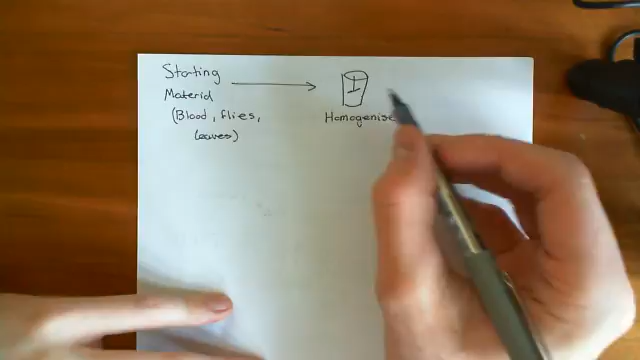 Starting
Material
(Blood, flies,
leaves)
Homogenise